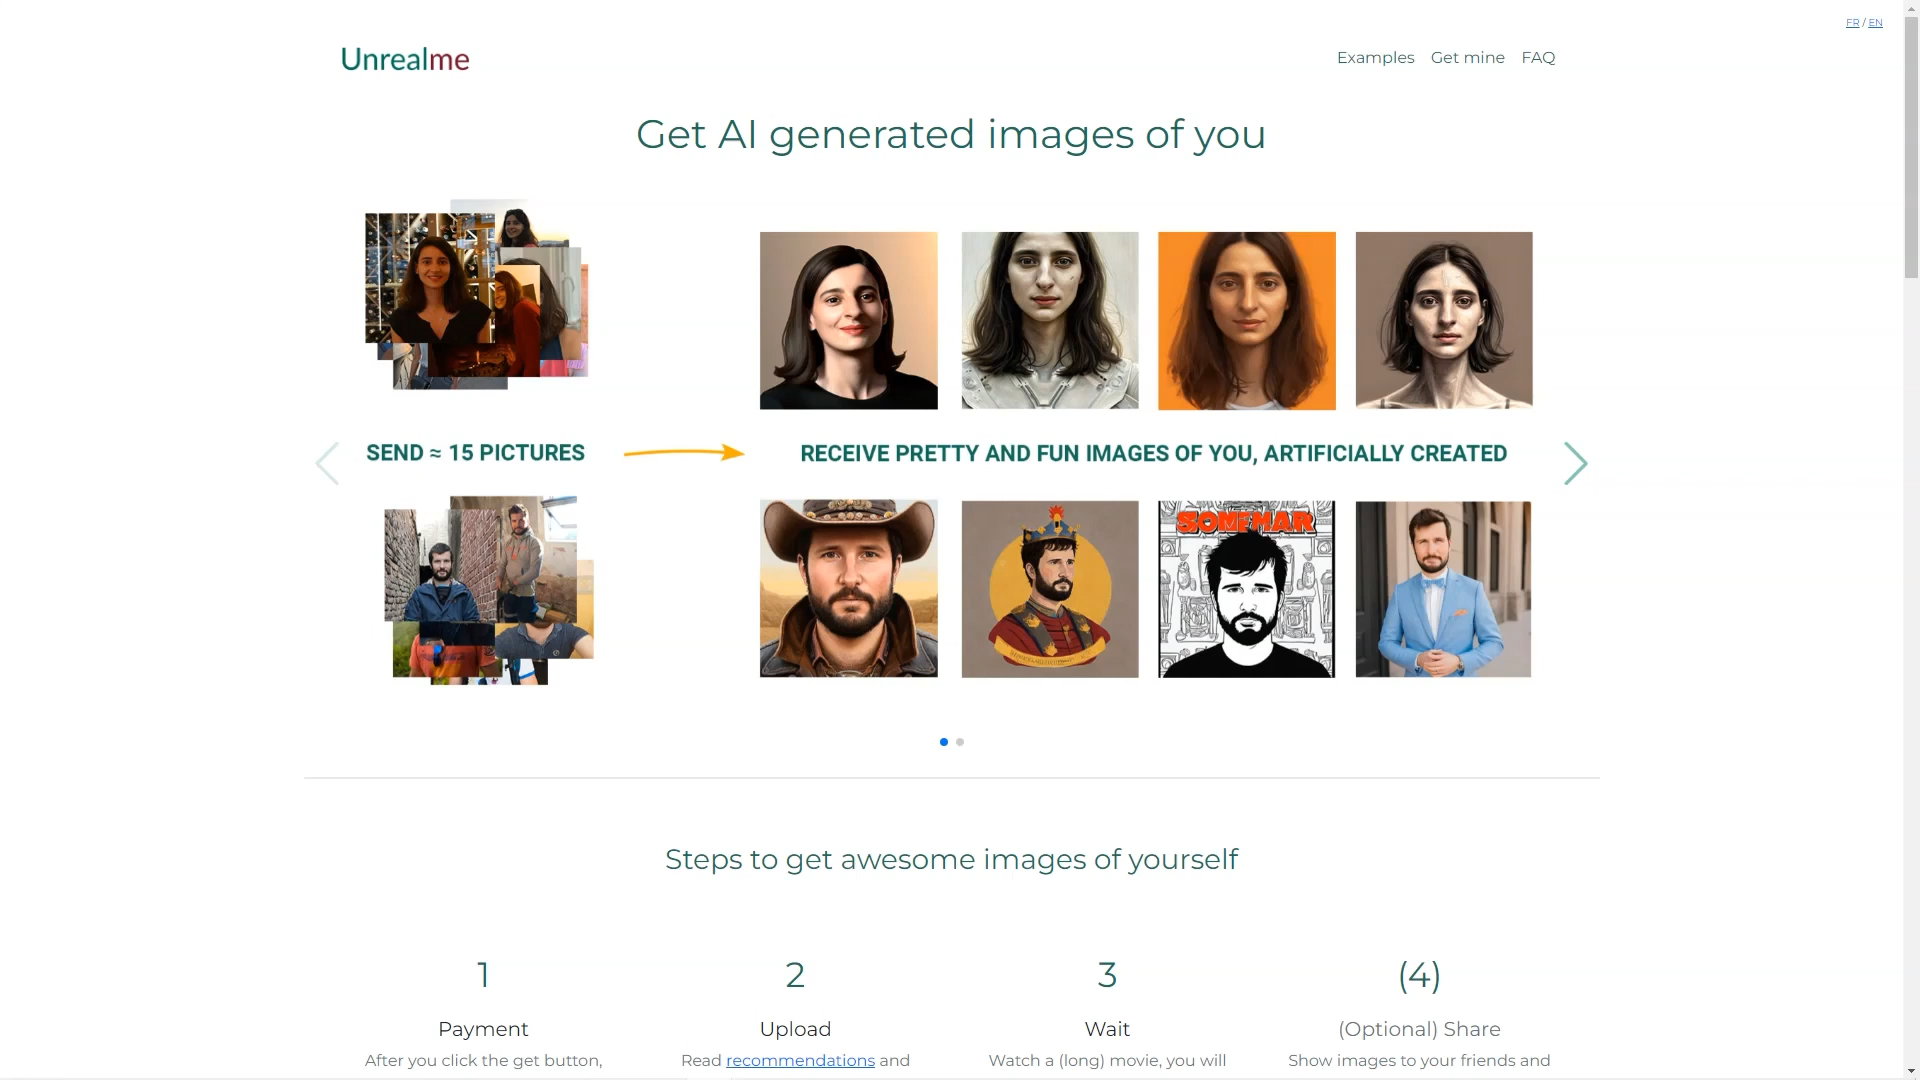 FR / EN
Unrealme
Examples Get mine FAQ
Get AI generated images of you
SEND ≈ 15 PICTURES
RECEIVE PRETTY AND FUN IMAGES OF YOU, ARTIFICIALLY CREATED
SOMEMAR
Steps to get awesome images of yourself
1
Payment
After you click the get button,
2
Upload
Read recommendations and
3
Wait
Watch a (long) movie, you will
(4)
(Optional) Share
Show images to your friends and